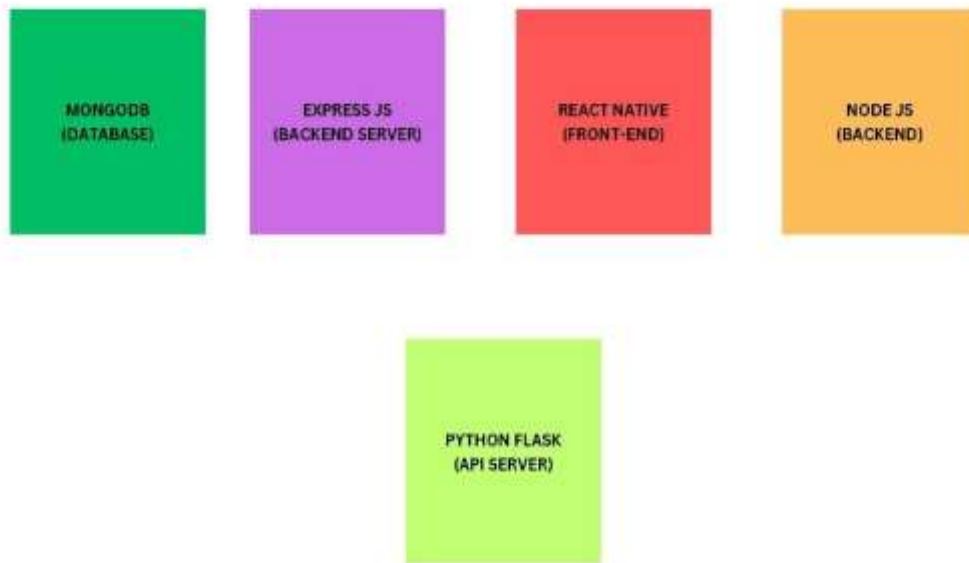 MONGODB
(DATABASE)
EXPRESS JS
(BACKEND SERVER)
REACT NATIVE
(FRONT-END)
NODE JS
(BACKEND)
PYTHON FLASK
(API SERVER)